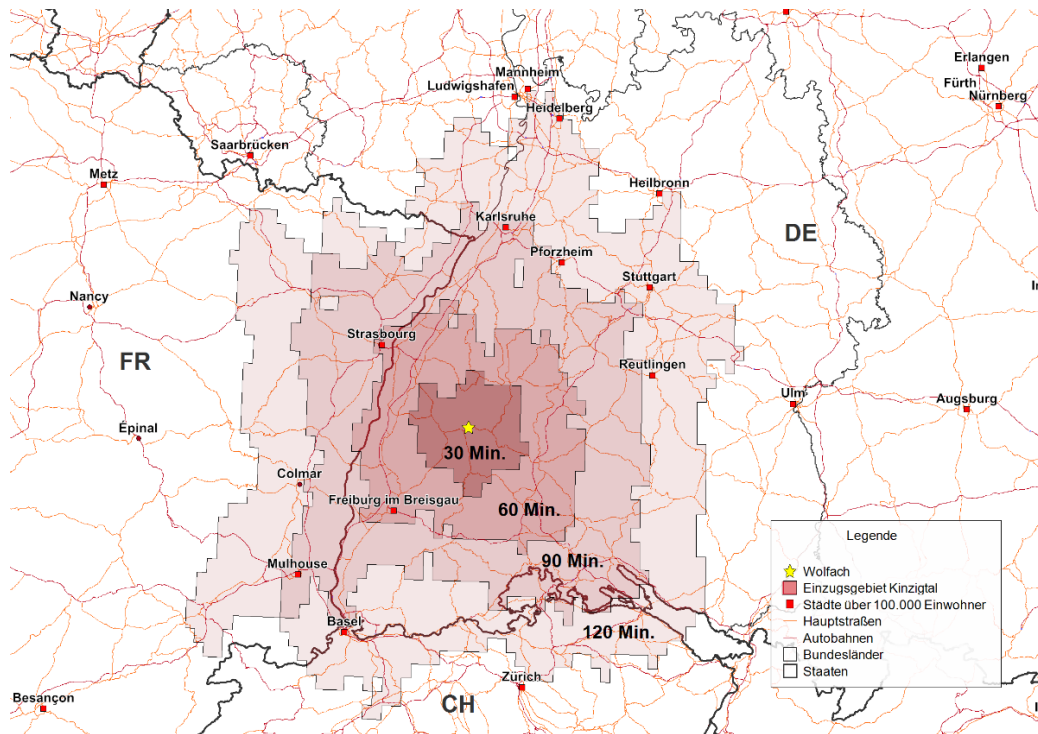 Mannheim
Ludwigshafen
Heidelberg
Erlangen
Fürth
Nürnberg
Saarbrücken
Metz
Heilbronn
Karlsruhe
DE
Pforzheim
Stuttgart
Nancy
Strasbourg
FR
Reutlingen
Ulm
Augsburg
Épinal
30 Min.
Colmar
Freiburg im Breisgau
60 Min.
90 Min.
Mulhouse
Basel
120 Min.
Zürich
Besançon
CH
Legende
Wolfach
Einzugsgebiet Kinzigtal
Städte über 100.000 Einwohner
Hauptstraßen
Autobahnen
Bundesländer
Staaten